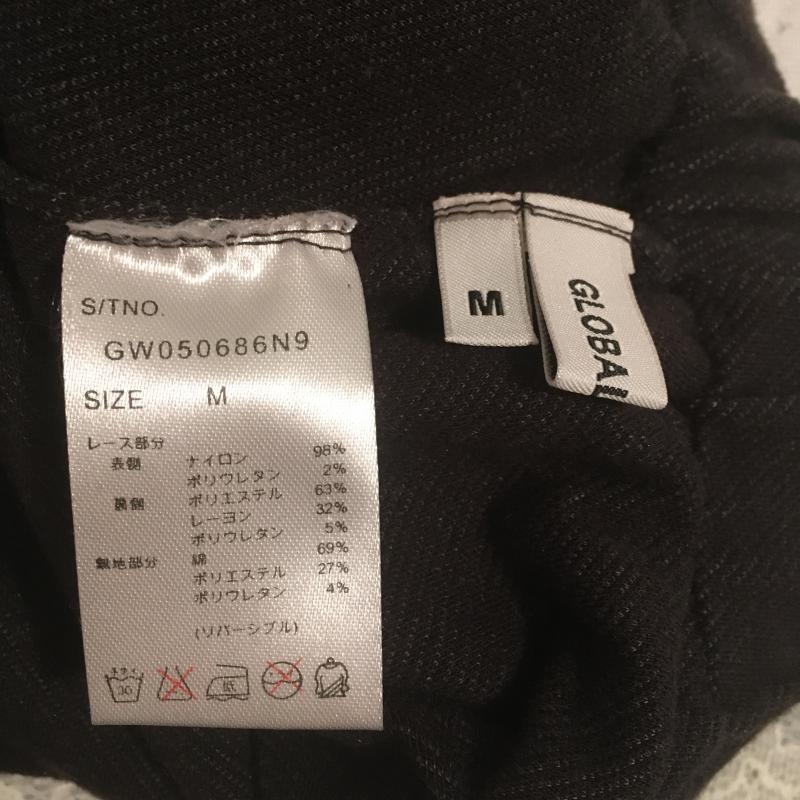 S/TNO.
GW050686N9
SIZE M
レース部分
表側 ナイロン 98%
ポリウレタン 2%
裏側 ポリエステル 63%
レーヨン 32%
ポリウレタン 5%
無地部分 綿 69%
ポリエステル 27%
ポリウレタン 4%
(リバーシブル)
30
低
M
GLOBA